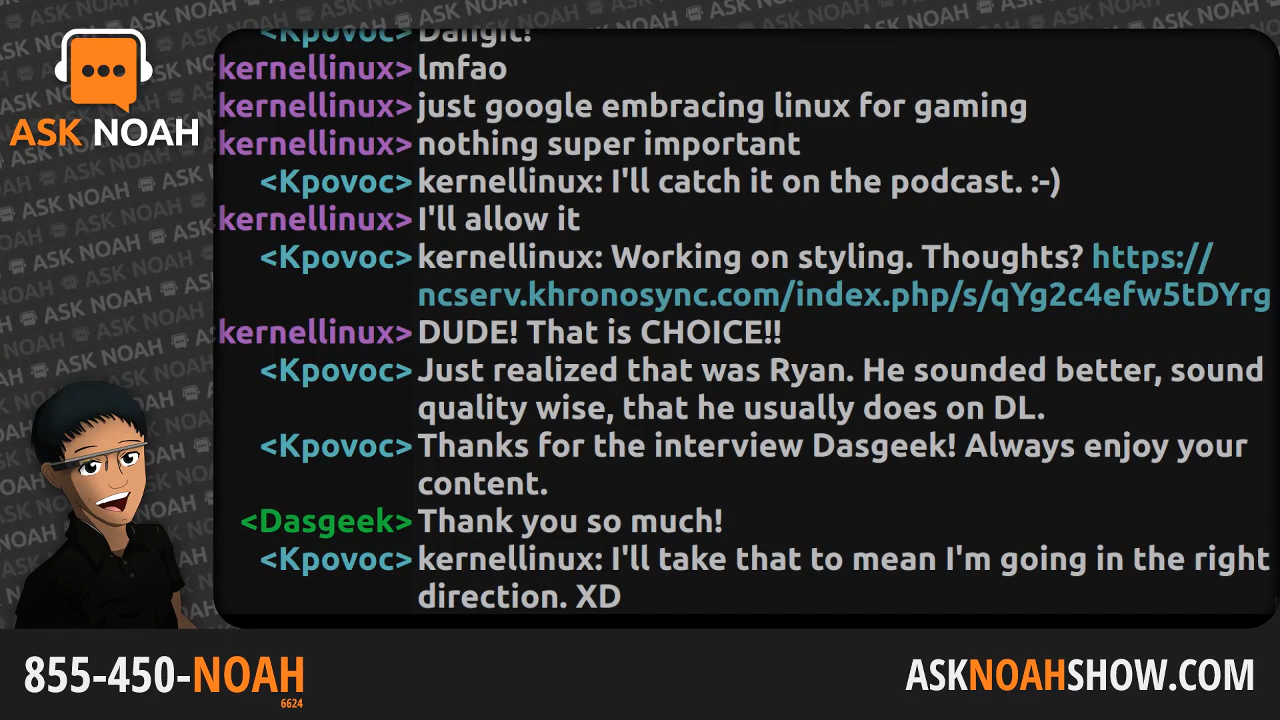 <Kpovoc> Dangit!
kernellinux> lmfao
kernellinux> just google embracing linux for gaming
kernellinux> nothing super important
<Kpovoc> kernellinux: I'll catch it on the podcast. :-)
kernellinux> I'll allow it
<Kpovoc> kernellinux: Working on styling. Thoughts? https://
ncserv.khronosync.com/index.php/s/qYg2c4efw5tDYrg
kernellinux> DUDE! That is CHOICE!!
<Kpovoc> Just realized that was Ryan. He sounded better, sound
quality wise, that he usually does on DL.
<Kpovoc> Thanks for the interview Dasgeek! Always enjoy your
content.
<Dasgeek> Thank you so much!
<Kpovoc> kernellinux: I'll take that to mean I'm going in the right
direction. XD
ASK NOAH
855-450-NOAH
6624
ASKNOAHSHOW.COM